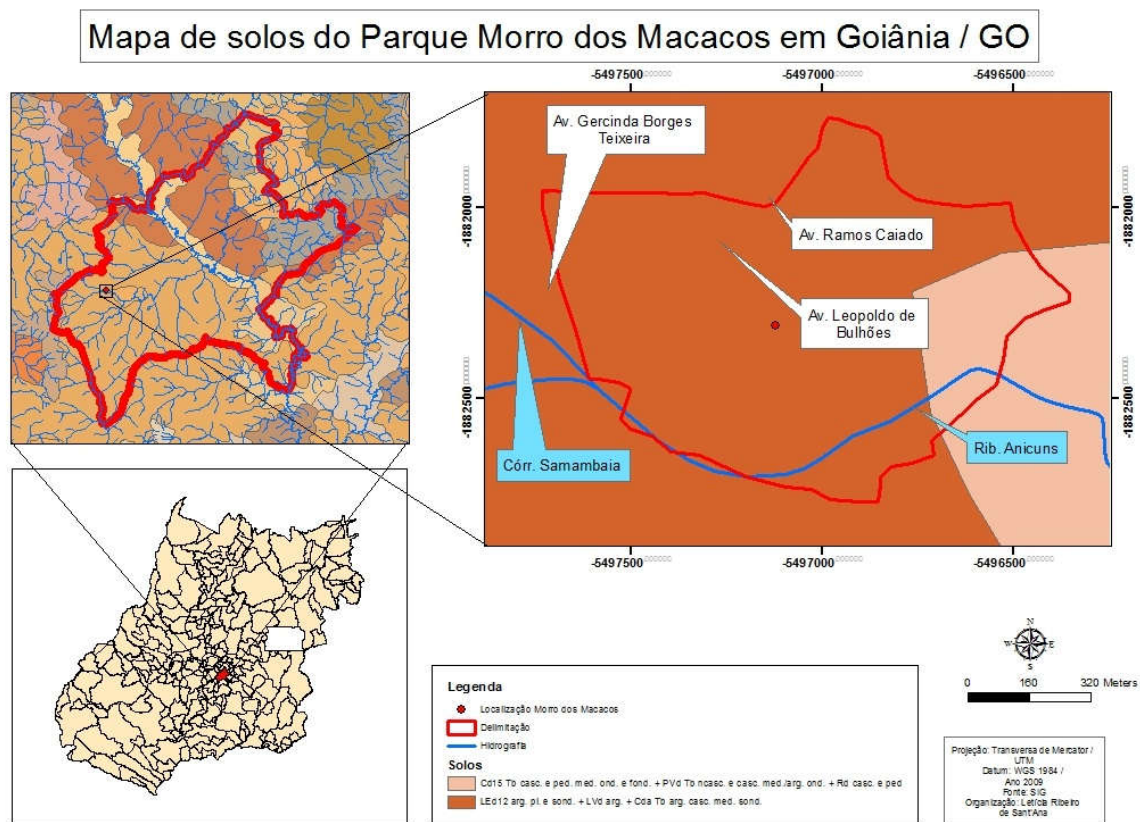 Mapa de solos do Parque Morro dos Macacos em Goiânia / GO
-5497500 -5497000 -5496500
Av. Gercinda Borges
Teixeira
-1882000 -1882000
Av. Ramos Caiado
Av. Leopoldo de
Bulhões
-1882500 -1882500
Córr. Samambaia
Rib. Anicuns
-5497500 -5497000 -5496500
N
W E
S
0 160 320 Meters
Legenda
Localização Morro dos Macacos
Delimitação
Hidrografia
Solos
Cd15 Tb casc. e ped. med. ond. e fond. + PVd Tb ncasc. e casc. med./arg. ond. + Rd casc. e ped
LEd12 arg. pl. e sond. + LVd arg. + Cda Tb arg. casc. med. sond.
Projeção: Transversa de Mercator /
UTM
Datum: WGS 1984 /
Ano 2009
Fonte: SIG
Organização: Letícia Ribeiro
de Sant'Ana